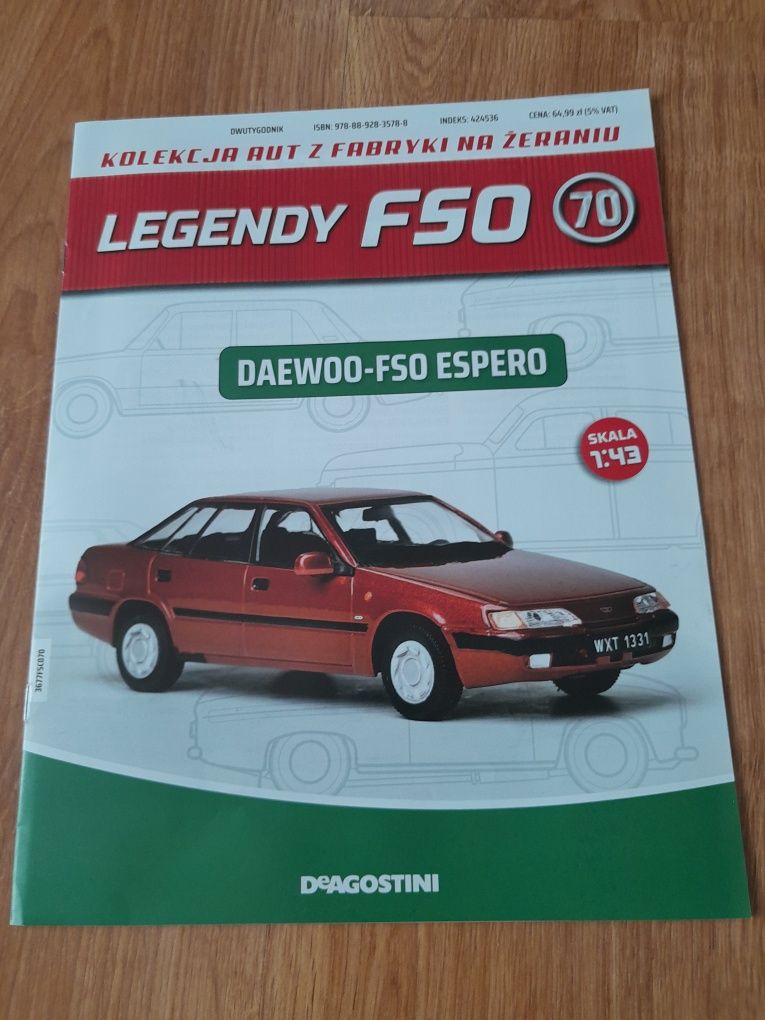 DWUTYGODNIK ISBN: 978-88-928-3578-8 INDEKS: 424536 CENA: 64,99 zł (5% VAT)
KOLEKCJA AUT Z FABRYKI NA ŻERANIU
LEGENDY FSO 70
DAEWOO-FSO ESPERO
SKALA
1:43
WXT 1331
3677FSC070
DeAGOSTINI